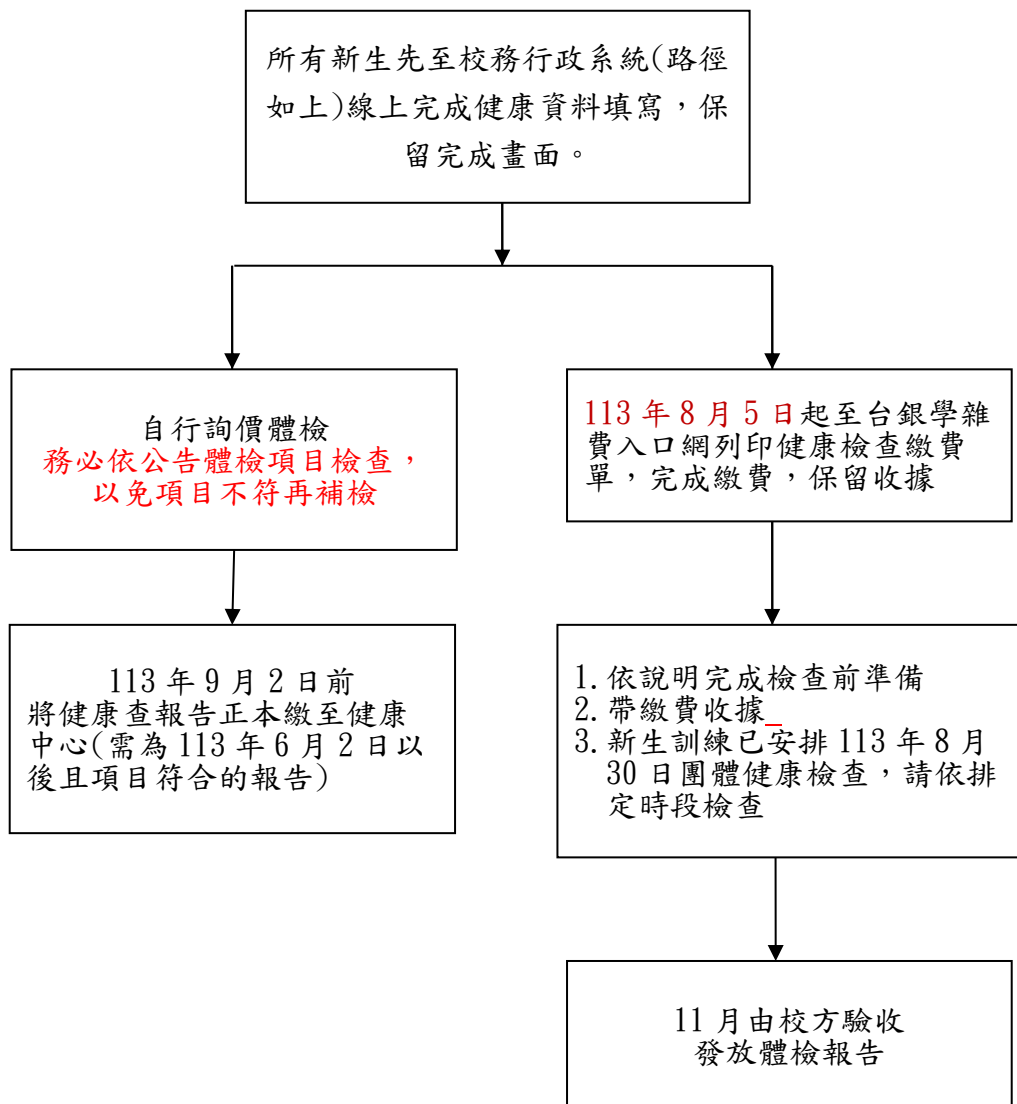 所有新生先至校務行政系統(路徑
如上)線上完成健康資料填寫，保
留完成畫面。
自行詢價體檢
務必依公告體檢項目檢查，
以免項目不符再補檢
113 年 8 月 5 日起至台銀學雜
費入口網列印健康檢查繳費
單，完成繳費，保留收據
113 年 9 月 2 日前
將健康查報告正本繳至健康
中心(需為 113 年 6 月 2 日以
後且項目符合的報告)
1. 依說明完成檢查前準備
2. 帶繳費收據
3. 新生訓練已安排 113 年 8 月
30 日團體健康檢查，請依排
定時段檢查
11 月由校方驗收
發放體檢報告